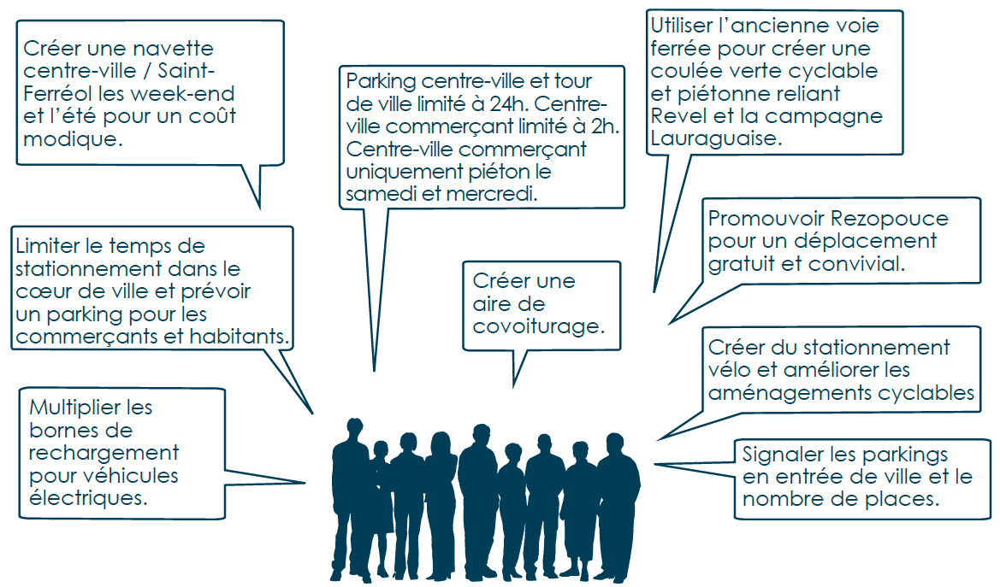 Créer une navette
centre-ville / Saint-
Ferréol les week-end
et l’été pour un coût
modique.
Parking centre-ville et tour
de ville limité à 24h. Centre-
ville commerçant limité à 2h.
Centre-ville commerçant
uniquement piéton le
samedi et mercredi.
Utiliser l’ancienne voie
ferrée pour créer une
coulée verte cyclable
et piétonne reliant
Revel et la campagne
Lauraguaise.
Limiter le temps de
stationnement dans le
cœur de ville et prévoir
un parking pour les
commerçants et habitants.
Créer une
aire de
covoiturage.
Promouvoir Rezopouce
pour un déplacement
gratuit et convivial.
Multiplier les
bornes de
rechargement
pour véhicules
électriques.
Créer du stationnement
vélo et améliorer les
aménagements cyclables
Signaler les parkings
en entrée de ville et le
nombre de places.